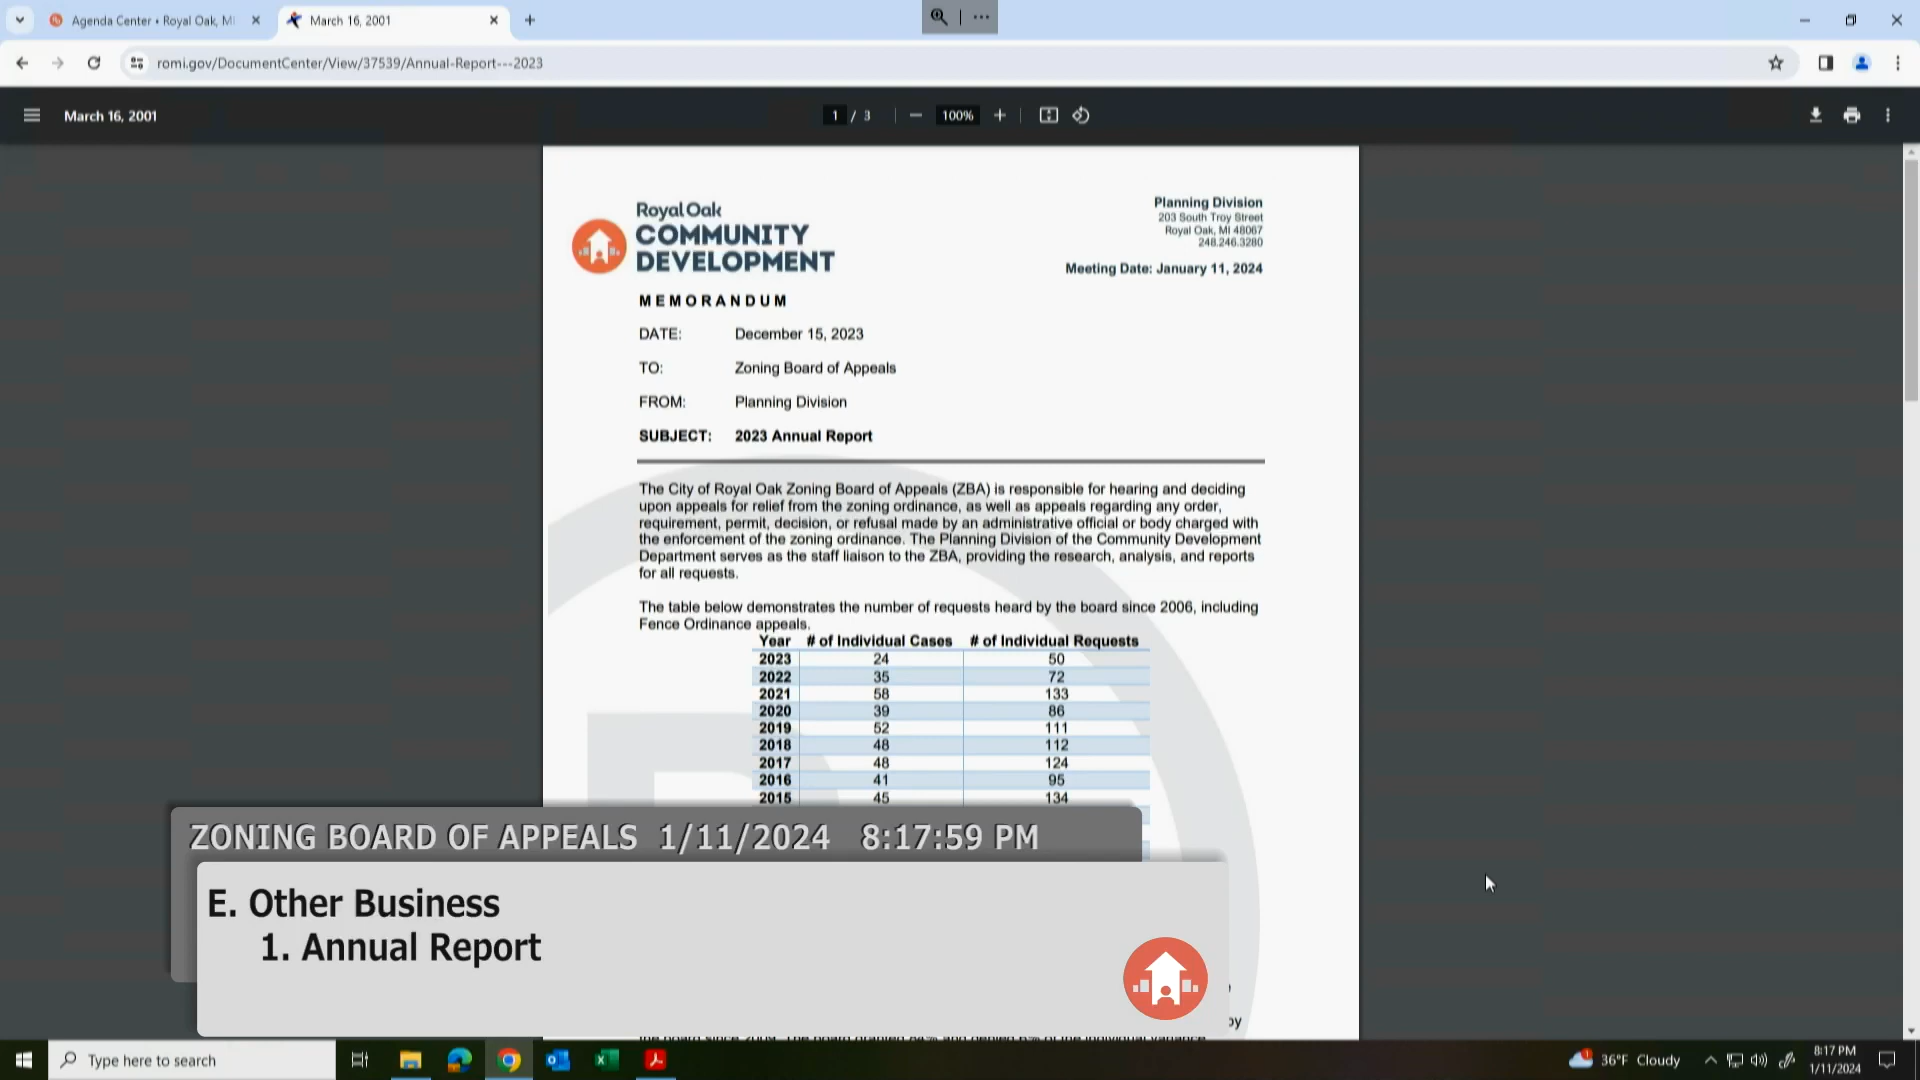 Agenda Center • Royal Oak, MI
March 16, 2001
romi.gov/DocumentCenter/View/37539/Annual-Report---2023
March 16, 2001
1 / 3
100%
Royal Oak
COMMUNITY
DEVELOPMENT
Planning Division
203 South Troy Street
Royal Oak, MI 48067
248.246.3280
Meeting Date: January 11, 2024
MEMORANDUM
DATE: December 15, 2023
TO: Zoning Board of Appeals
FROM: Planning Division
SUBJECT: 2023 Annual Report
The City of Royal Oak Zoning Board of Appeals (ZBA) is responsible for hearing and deciding
upon appeals for relief from the zoning ordinance, as well as appeals regarding any order,
requirement, permit, decision, or refusal made by an administrative official or body charged with
the enforcement of the zoning ordinance. The Planning Division of the Community Development
Department serves as the staff liaison to the ZBA, providing the research, analysis, and reports
for all requests.
The table below demonstrates the number of requests heard by the board since 2006, including
Fence Ordinance appeals.
Year # of Individual Cases # of Individual Requests
2023 24 50
2022 35 72
2021 58 133
2020 39 86
2019 52 111
2018 48 112
2017 48 124
2016 41 95
2015 45 134
ZONING BOARD OF APPEALS 1/11/2024 8:17:59 PM
E. Other Business
1. Annual Report
by
Type here to search
36°F Cloudy
8:17 PM
1/11/2024